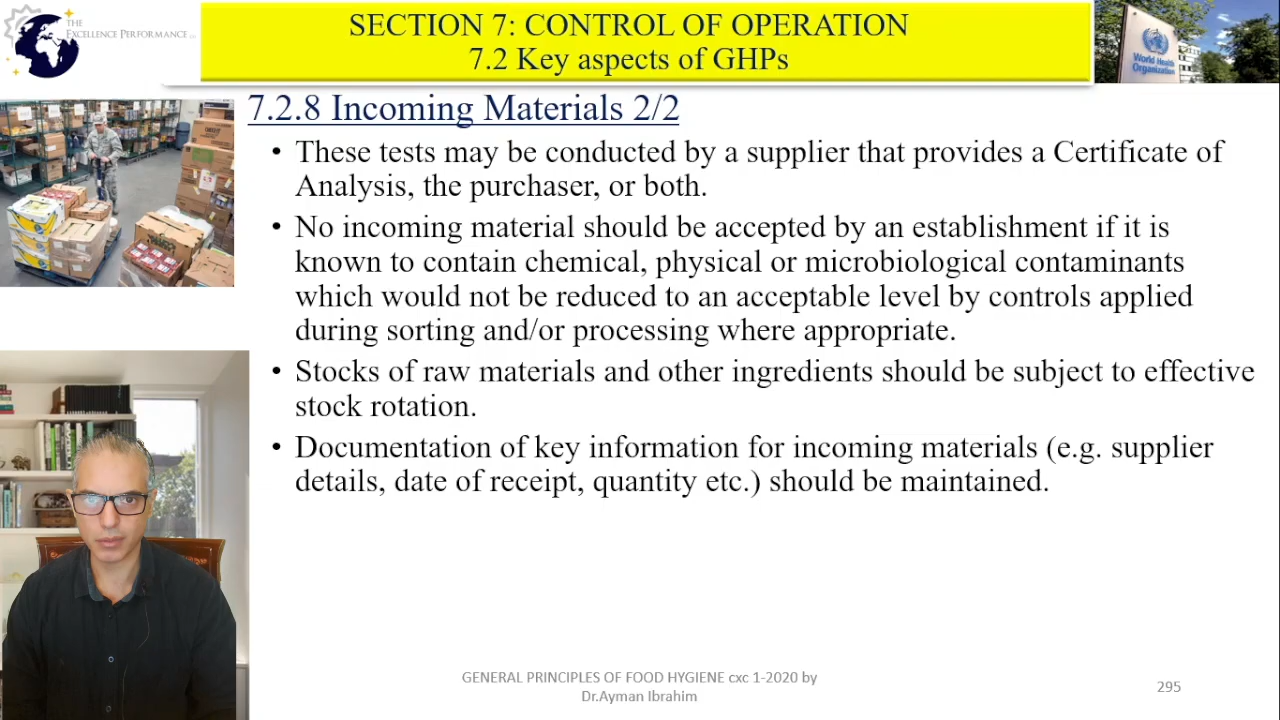 THE
EXCELLENCE PERFORMANCE
SECTION 7: CONTROL OF OPERATION
7.2 Key aspects of GHPs
World Health
Organization
7.2.8 Incoming Materials 2/2
• These tests may be conducted by a supplier that provides a Certificate of
Analysis, the purchaser, or both.
• No incoming material should be accepted by an establishment if it is
known to contain chemical, physical or microbiological contaminants
which would not be reduced to an acceptable level by controls applied
during sorting and/or processing where appropriate.
• Stocks of raw materials and other ingredients should be subject to effective
stock rotation.
• Documentation of key information for incoming materials (e.g. supplier
details, date of receipt, quantity etc.) should be maintained.
GENERAL PRINCIPLES OF FOOD HYGIENE cxc 1-2020 by
Dr.Ayman Ibrahim
295